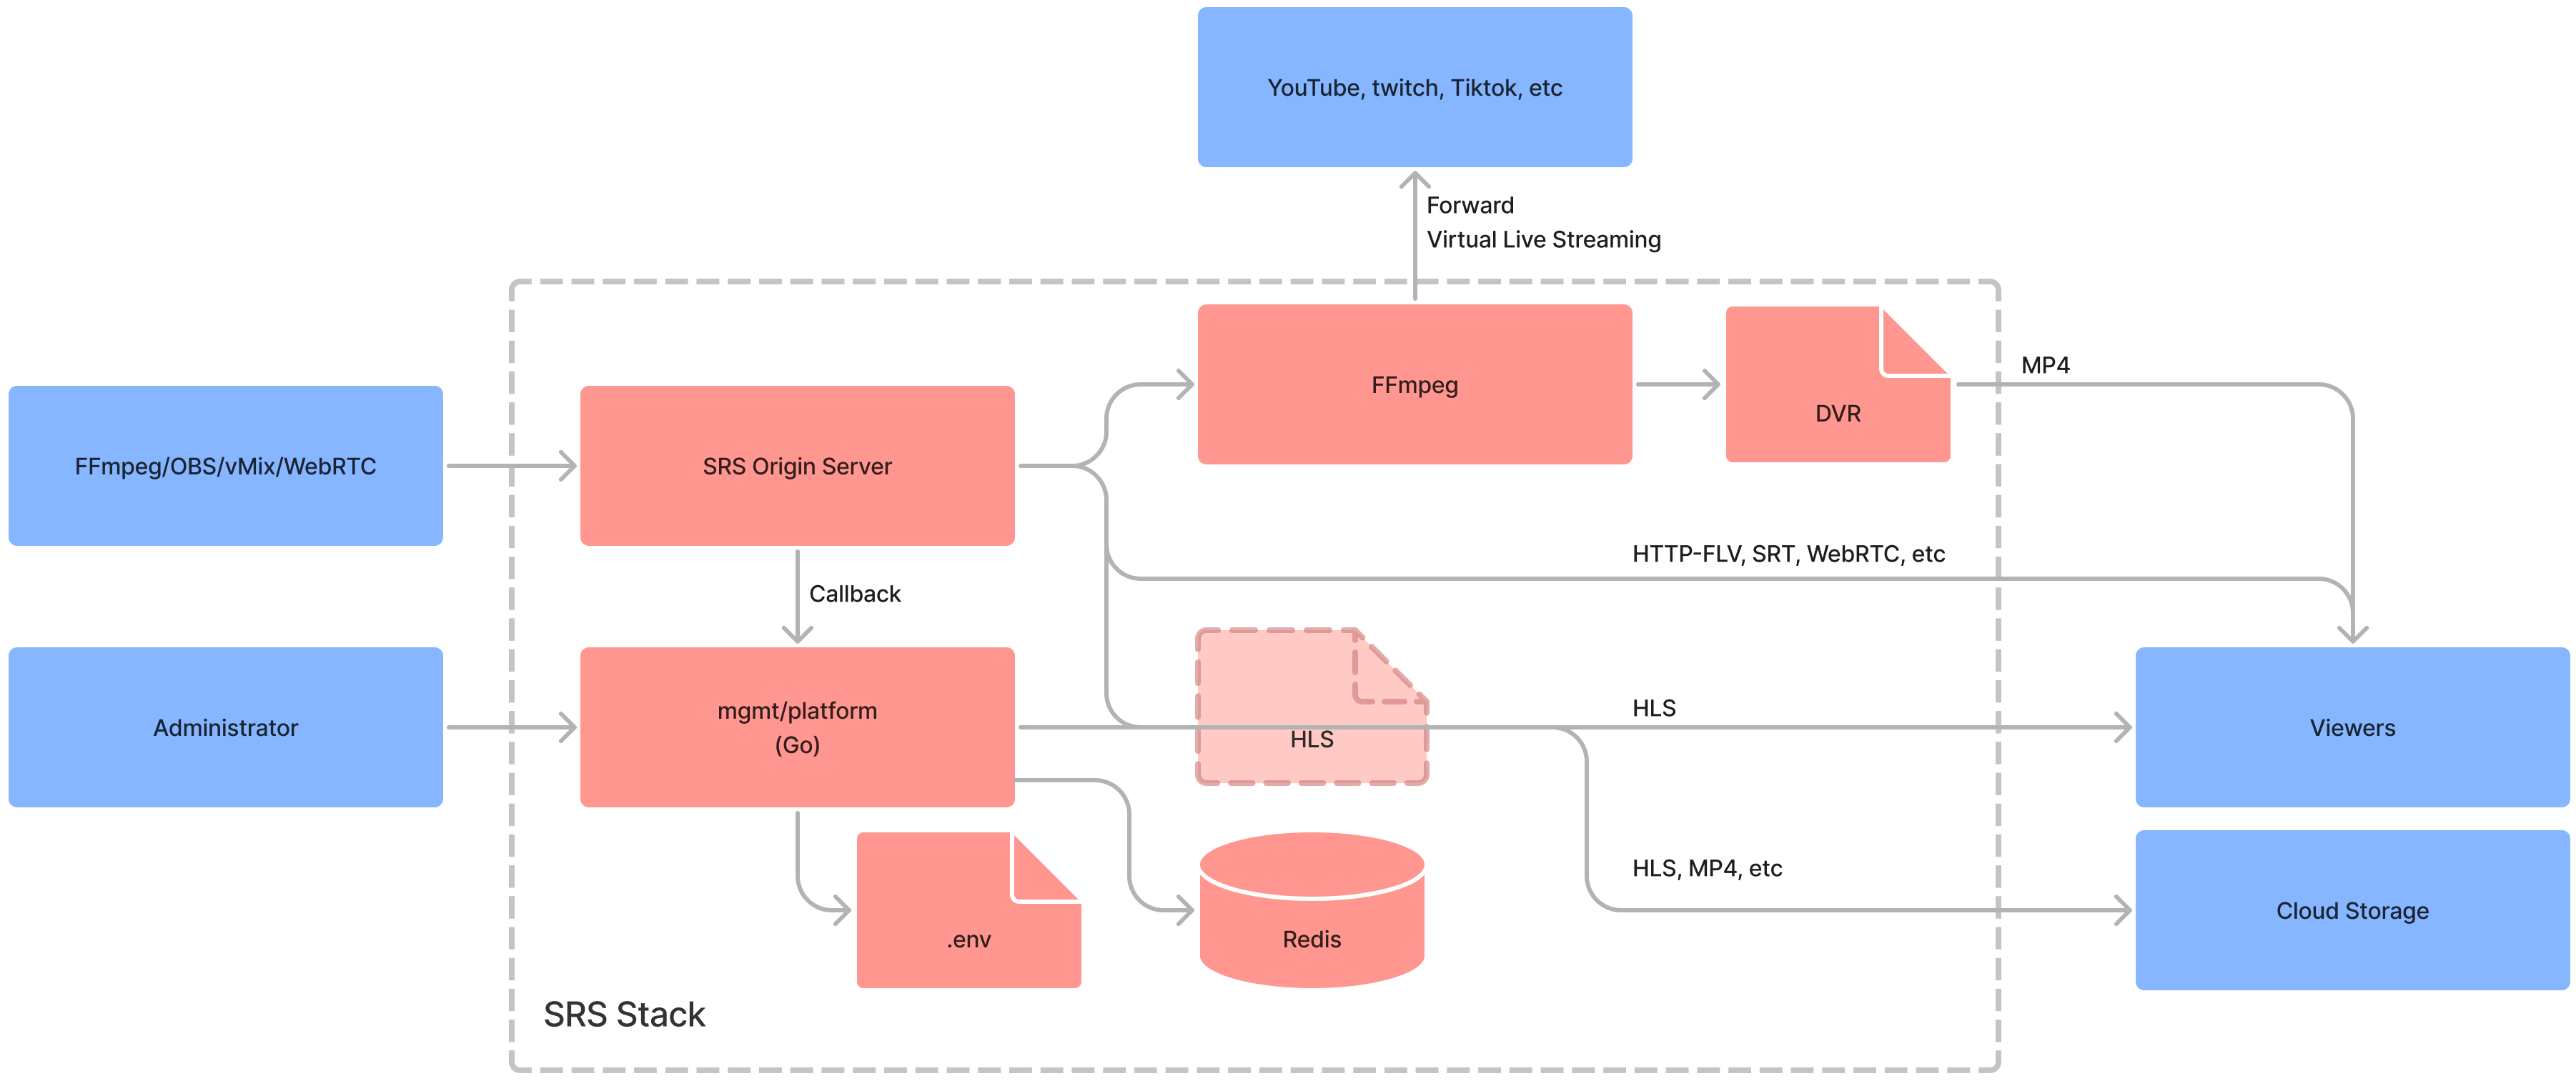 YouTube, twitch, Tiktok, etc
Forward
Virtual Live Streaming
FFmpeg
DVR
MP4
FFmpeg/OBS/vMix/WebRTC
SRS Origin Server
HTTP-FLV, SRT, WebRTC, etc
Callback
Administrator
mgmt/platform
(Go)
HLS
HLS
Viewers
.env
Redis
HLS, MP4, etc
Cloud Storage
SRS Stack